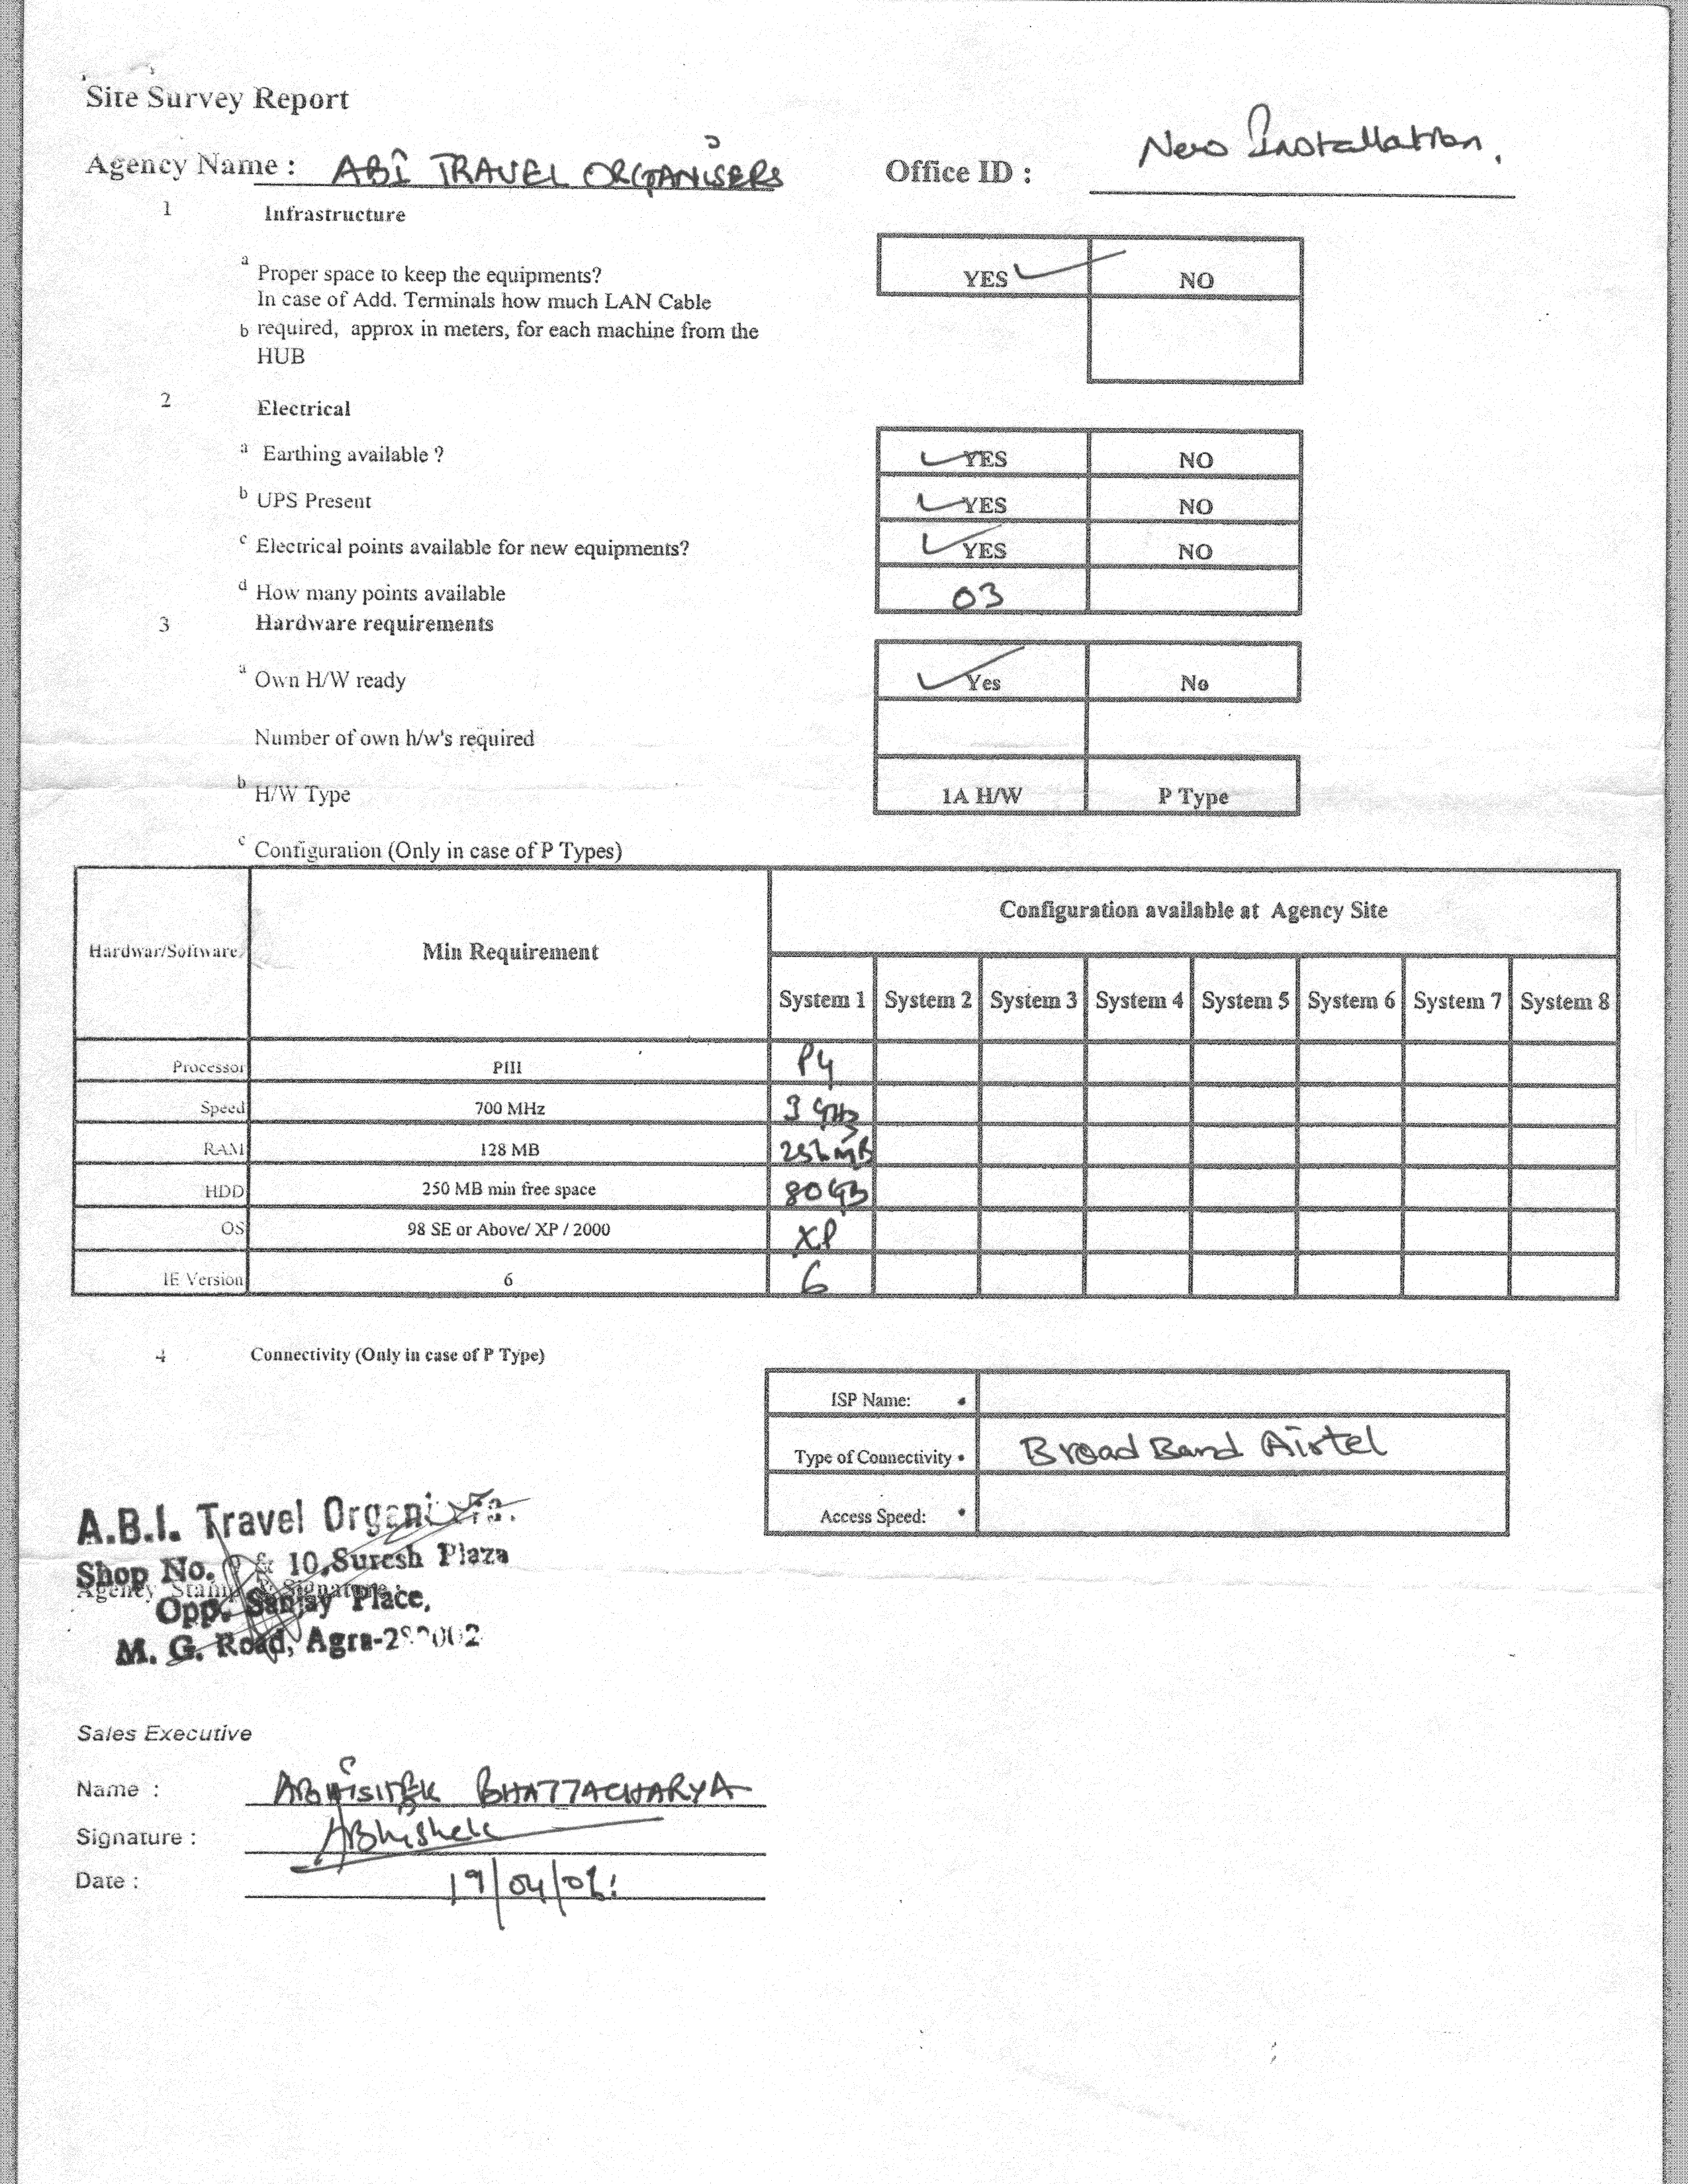 Site Survey Report
Agency Name : ABI TRAVEL ORGANISERS Office ID : New Installation.
1 Infrastructure
a Proper space to keep the equipments? YES NO
In case of Add. Terminals how much LAN Cable
b required, approx in meters, for each machine from the
HUB
2 Electrical
a Earthing available ? YES NO
b UPS Present YES NO
c Electrical points available for new equipments? YES NO
d How many points available 03
3 Hardware requirements
a Own H/W ready Yes No
Number of own h/w's required
b H/W Type 1A H/W P Type
c Configuration (Only in case of P Types)
Hardwar/Software Min Requirement Configuration available at Agency Site
System 1 System 2 System 3 System 4 System 5 System 6 System 7 System 8
Processor PIII P4
Speed 700 MHz 3 GHz
RAM 128 MB 256 MB
HDD 250 MB min free space 80 GB
OS 98 SE or Above/ XP / 2000 XP
IE Version 6 6
4 Connectivity (Only in case of P Type)
ISP Name:
Type of Connectivity Broad Band Airtel
Access Speed:
A.B.I. Travel Organisers.
Shop No. & 10, Suresh Plaza
Agency Stamp & Signature :
Opp. Sanjay Place,
M. G. Road, Agra-282002
Sales Executive
Name : ABHISHEK BHATTACHARYA
Signature : Abhishek
Date : 19/04/06